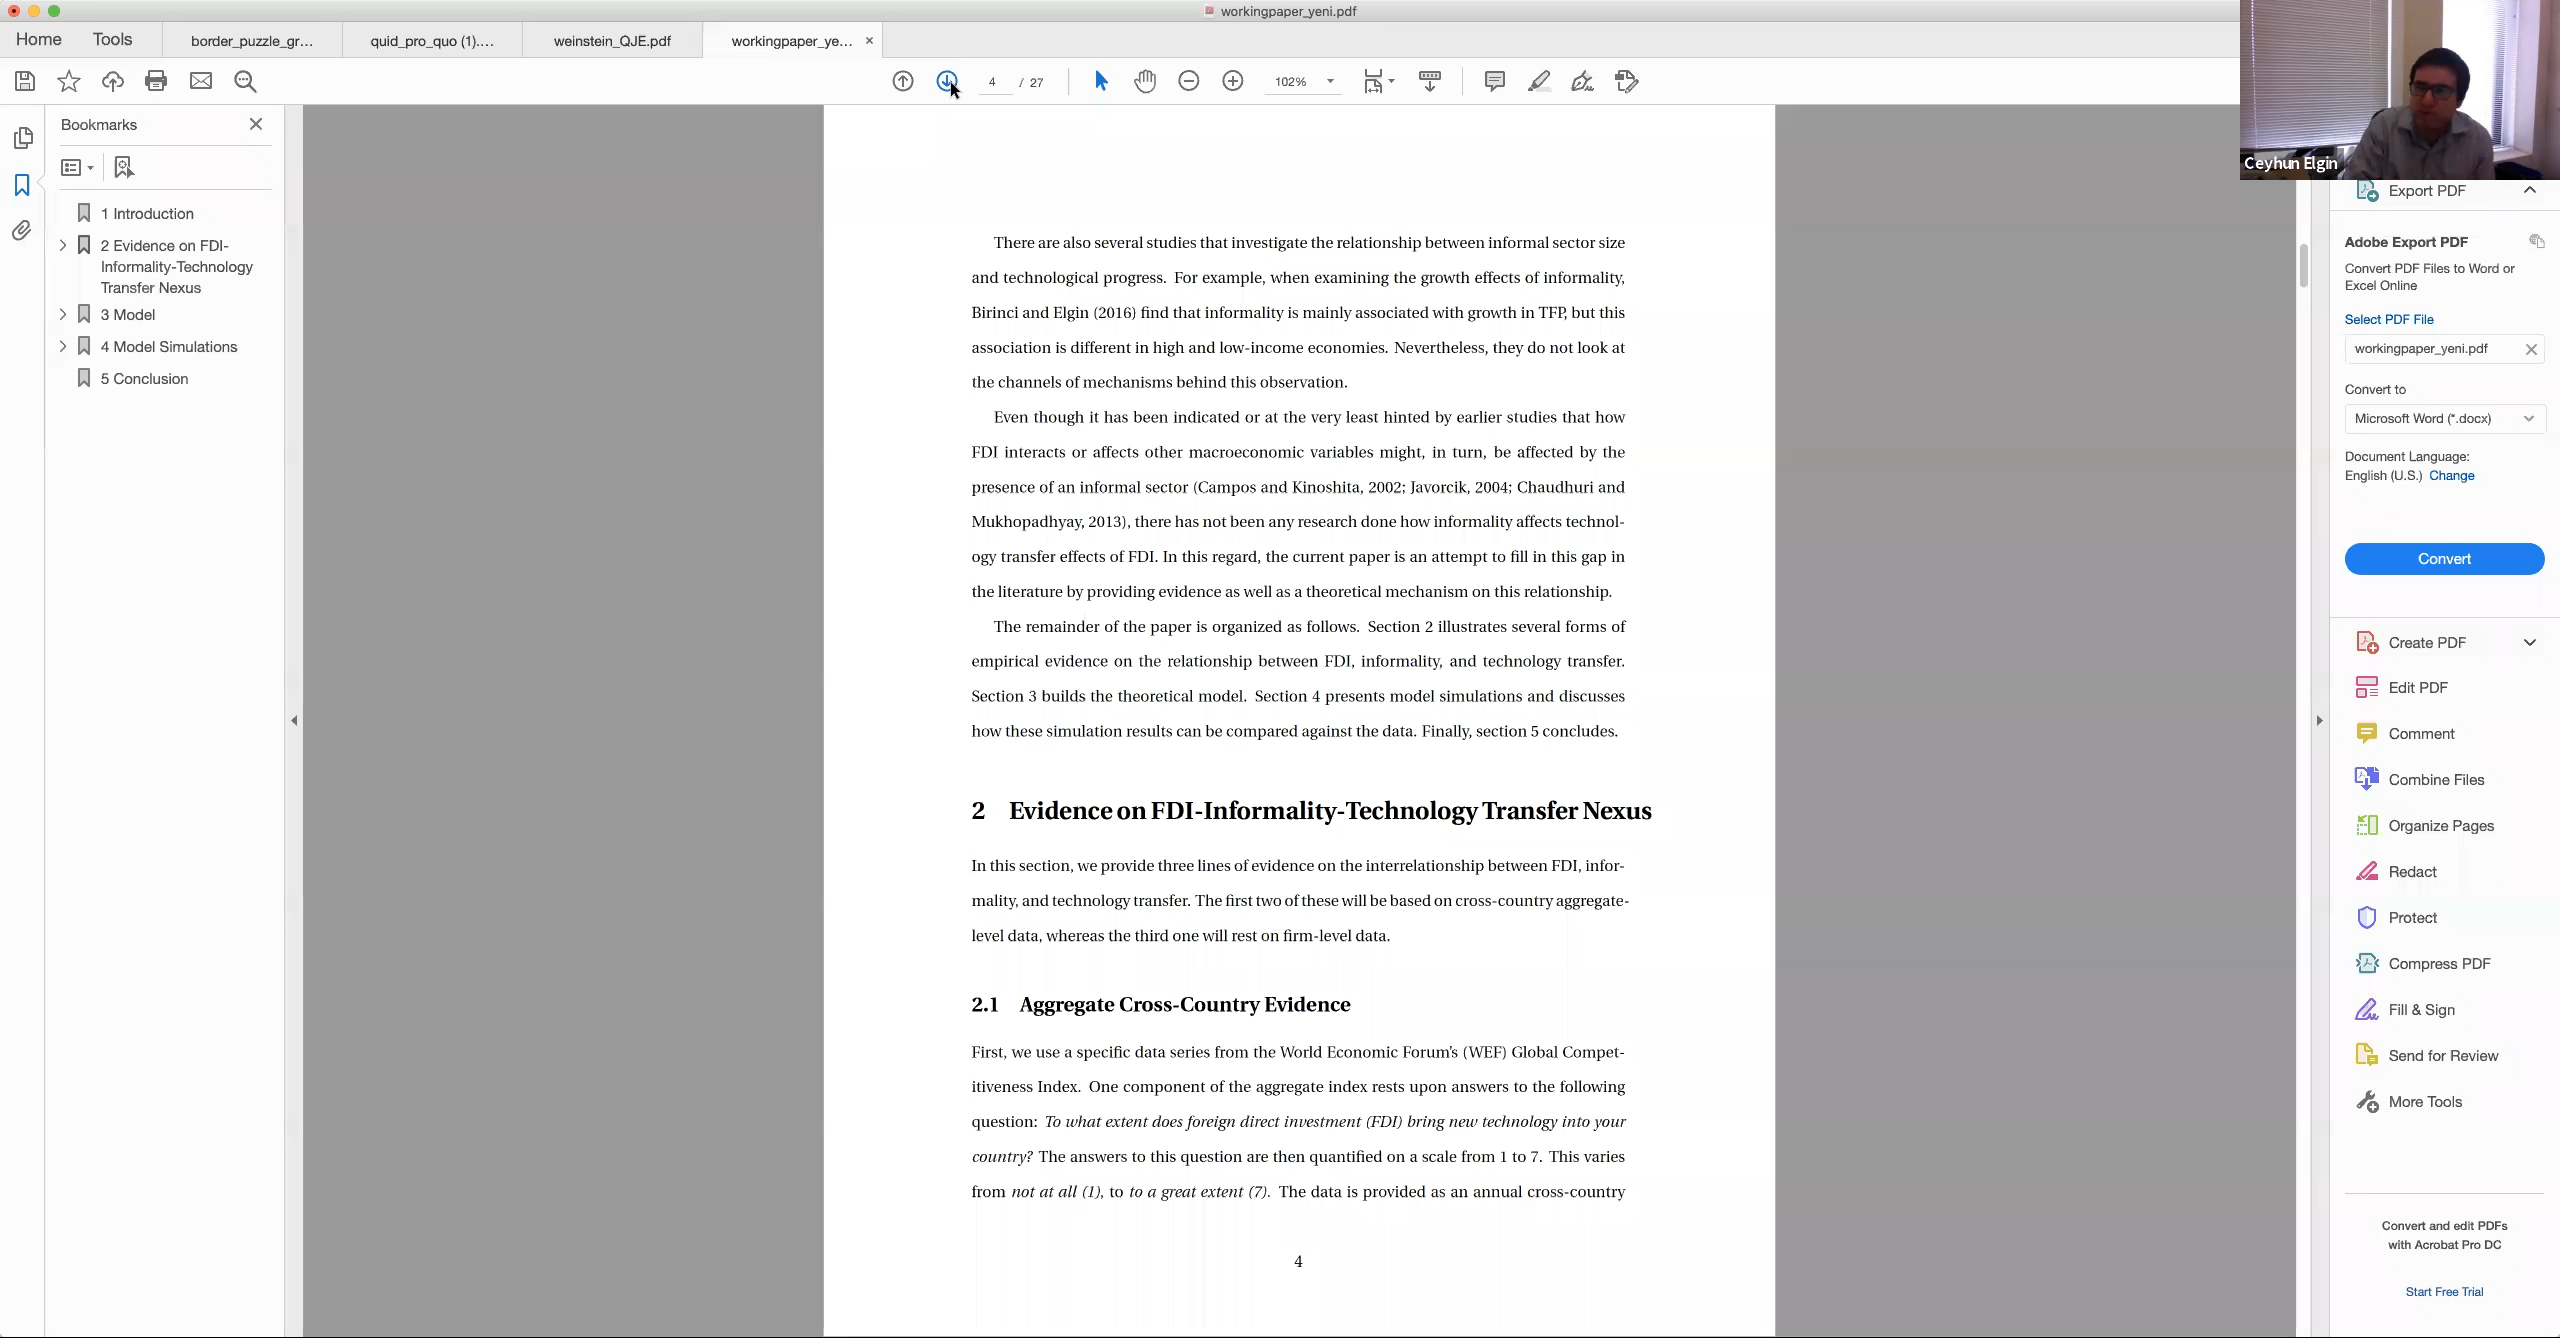 workingpaper_yeni.pdf
Home Tools border_puzzle_gr... quid_pro_quo (1).... weinstein_QJE.pdf workingpaper_ye... ×
4 / 27 102%
Ceyhun Elgin
Bookmarks
1 Introduction
2 Evidence on FDI-
Informality-Technology
Transfer Nexus
3 Model
4 Model Simulations
5 Conclusion
There are also several studies that investigate the relationship between informal sector size
and technological progress. For example, when examining the growth effects of informality,
Birinci and Elgin (2016) find that informality is mainly associated with growth in TFP, but this
association is different in high and low-income economies. Nevertheless, they do not look at
the channels of mechanisms behind this observation.
Even though it has been indicated or at the very least hinted by earlier studies that how
FDI interacts or affects other macroeconomic variables might, in turn, be affected by the
presence of an informal sector (Campos and Kinoshita, 2002; Javorcik, 2004; Chaudhuri and
Mukhopadhyay, 2013), there has not been any research done how informality affects technol-
ogy transfer effects of FDI. In this regard, the current paper is an attempt to fill in this gap in
the literature by providing evidence as well as a theoretical mechanism on this relationship.
The remainder of the paper is organized as follows. Section 2 illustrates several forms of
empirical evidence on the relationship between FDI, informality, and technology transfer.
Section 3 builds the theoretical model. Section 4 presents model simulations and discusses
how these simulation results can be compared against the data. Finally, section 5 concludes.
2 Evidence on FDI-Informality-Technology Transfer Nexus
In this section, we provide three lines of evidence on the interrelationship between FDI, infor-
mality, and technology transfer. The first two of these will be based on cross-country aggregate-
level data, whereas the third one will rest on firm-level data.
2.1 Aggregate Cross-Country Evidence
First, we use a specific data series from the World Economic Forum's (WEF) Global Compet-
itiveness Index. One component of the aggregate index rests upon answers to the following
question: To what extent does foreign direct investment (FDI) bring new technology into your
country? The answers to this question are then quantified on a scale from 1 to 7. This varies
from not at all (1), to to a great extent (7). The data is provided as an annual cross-country
4
Export PDF
Adobe Export PDF
Convert PDF Files to Word or
Excel Online
Select PDF File
workingpaper_yeni.pdf
Convert to
Microsoft Word (*.docx)
Document Language:
English (U.S.) Change
Convert
Create PDF
Edit PDF
Comment
Combine Files
Organize Pages
Redact
Protect
Compress PDF
Fill & Sign
Send for Review
More Tools
Convert and edit PDFs
with Acrobat Pro DC
Start Free Trial